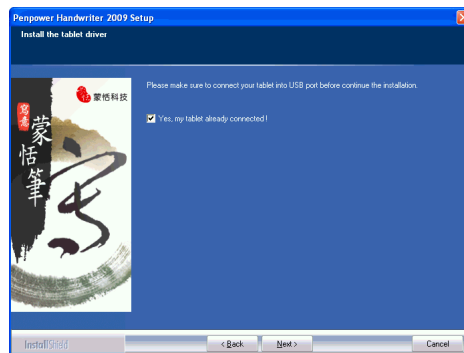 Penpower Handwriter 2009 Setup
Install the tablet driver
Please make sure to connect your tablet into USB port before continue the installation.
Yes, my tablet already connected !
蒙恬科技
寫意
蒙恬筆
InstallShield
< Back
Next >
Cancel